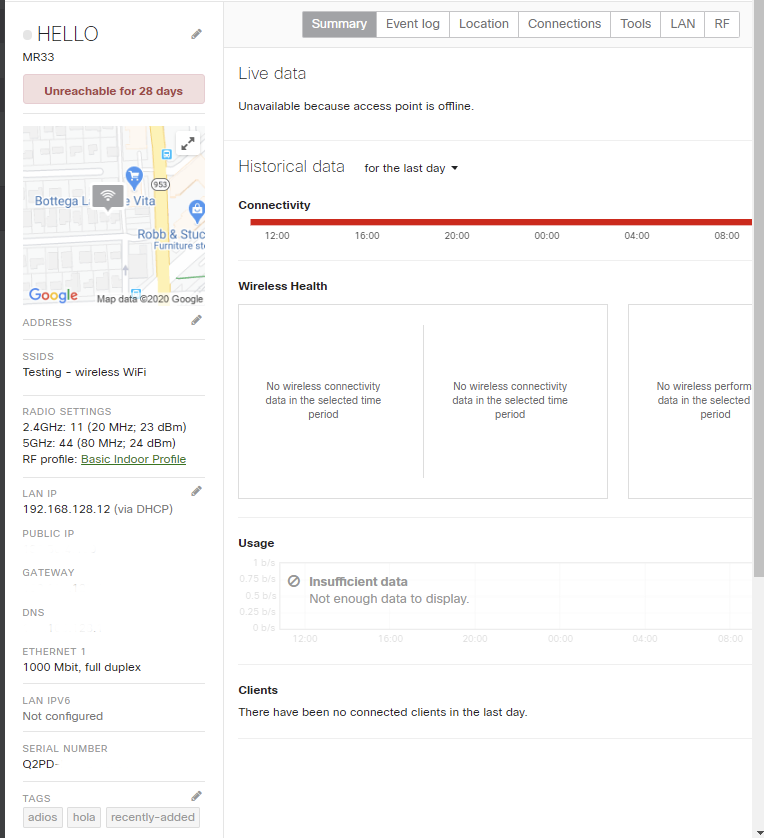 HELLO
MR33
Unreachable for 28 days
953
Bottega L
e Vita
Robb & Stuc
Furniture sto
Google
Map data ©2020 Google
ADDRESS
SSIDS
Testing - wireless WiFi
RADIO SETTINGS
2.4GHz: 11 (20 MHz; 23 dBm)
5GHz: 44 (80 MHz; 24 dBm)
RF profile: Basic Indoor Profile
LAN IP
192.168.128.12 (via DHCP)
PUBLIC IP
GATEWAY
DNS
ETHERNET 1
1000 Mbit, full duplex
LAN IPV6
Not configured
SERIAL NUMBER
Q2PD-
TAGS
adios hola recently-added
Summary Event log Location Connections Tools LAN RF
Live data
Unavailable because access point is offline.
Historical data for the last day
Connectivity
12:00 16:00 20:00 00:00 04:00 08:00
Wireless Health
No wireless connectivity
data in the selected time
period
No wireless connectivity
data in the selected time
period
No wireless perform
data in the selected
period
Usage
1 b/s
0.75 b/s
0.5 b/s
0.25 b/s
0 b/s
Insufficient data
Not enough data to display.
12:00 16:00 20:00 00:00 04:00 08:00
Clients
There have been no connected clients in the last day.